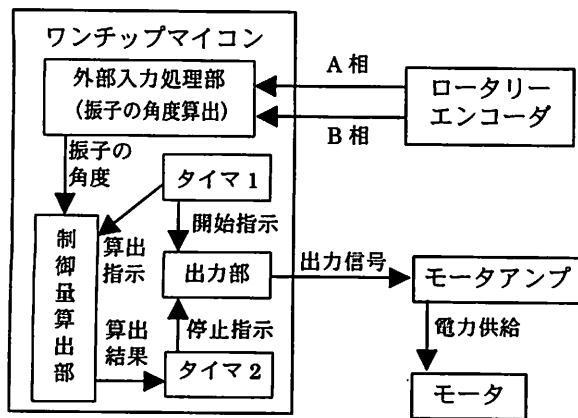 ワンチップマイコン
外部入力処理部
(振子の角度算出)
A相
B相
ロータリー
エンコーダ
振子の
角度
タイマ1
開始指示
算出
指示
制御量算出部
出力部
出力信号
モータアンプ
停止指示
算出
結果
タイマ2
電力供給
モータ